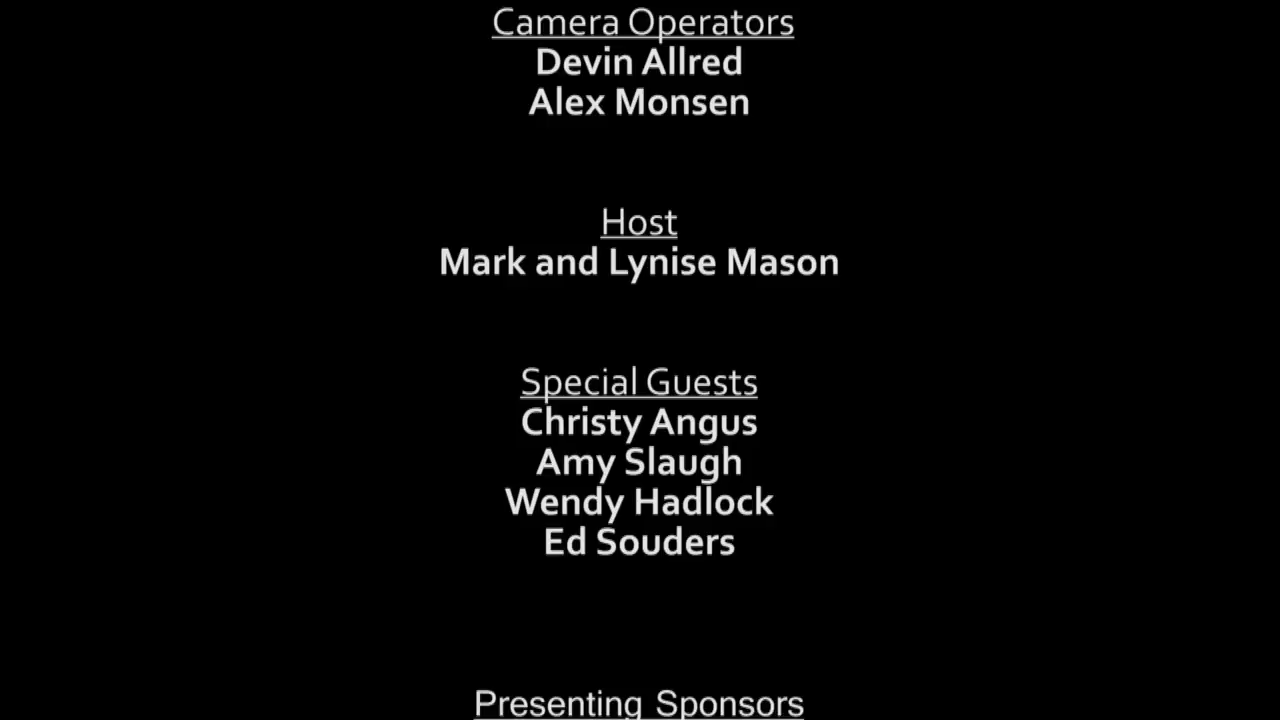 Camera Operators
Devin Allred
Alex Monsen
Host
Mark and Lynise Mason
Special Guests
Christy Angus
Amy Slaugh
Wendy Hadlock
Ed Souders
Presenting Sponsors